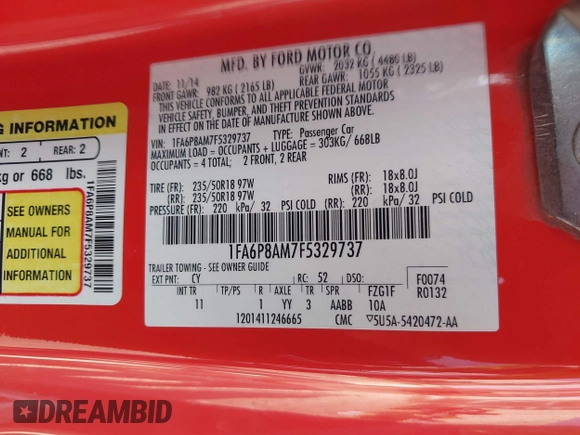 MFD. BY FORD MOTOR CO.
DATE: 11/14 GVWR: 2032 KG ( 4480 LB)
FRONT GAWR: 982 KG ( 2165 LB) REAR GAWR: 1055 KG ( 2325 LB)
THIS VEHICLE CONFORMS TO ALL APPLICABLE FEDERAL MOTOR
VEHICLE SAFETY, BUMPER, AND THEFT PREVENTION STANDARDS IN
EFFECT ON THE DATE OF MANUFACTURE SHOWN ABOVE.
VIN: 1FA6P8AM7F5329737 TYPE: Passenger Car
MAXIMUM LOAD = OCCUPANTS + LUGGAGE = 303KG/ 668LB
OCCUPANTS = 4 TOTAL; 2 FRONT, 2 REAR
TIRE (FR): 235/50R18 97W RIMS (FR): 18x8.0J
(RR): 235/50R18 97W (RR): 18x8.0J
PRESSURE (FR): 220 kPa/ 32 PSI COLD (RR): 220 kPa/ 32 PSI COLD
1FA6P8AM7F5329737
TRAILER TOWING - SEE OWNER GUIDE
EXT PNT: CY RC: 52 DSO: F0074
INT TR TP/PS R AXLE TR SPR FZG1F R0132
11 1 YY 3 AABB 10A
1201411246665 CMC ▽5U5A-5420472-AA
G INFORMATION
NT: 2 REAR: 2
kg or 668 lbs.
SEE OWNERS
MANUAL FOR
ADDITIONAL
INFORMATION
1FA6P8AM7F5329737
DREAMBID